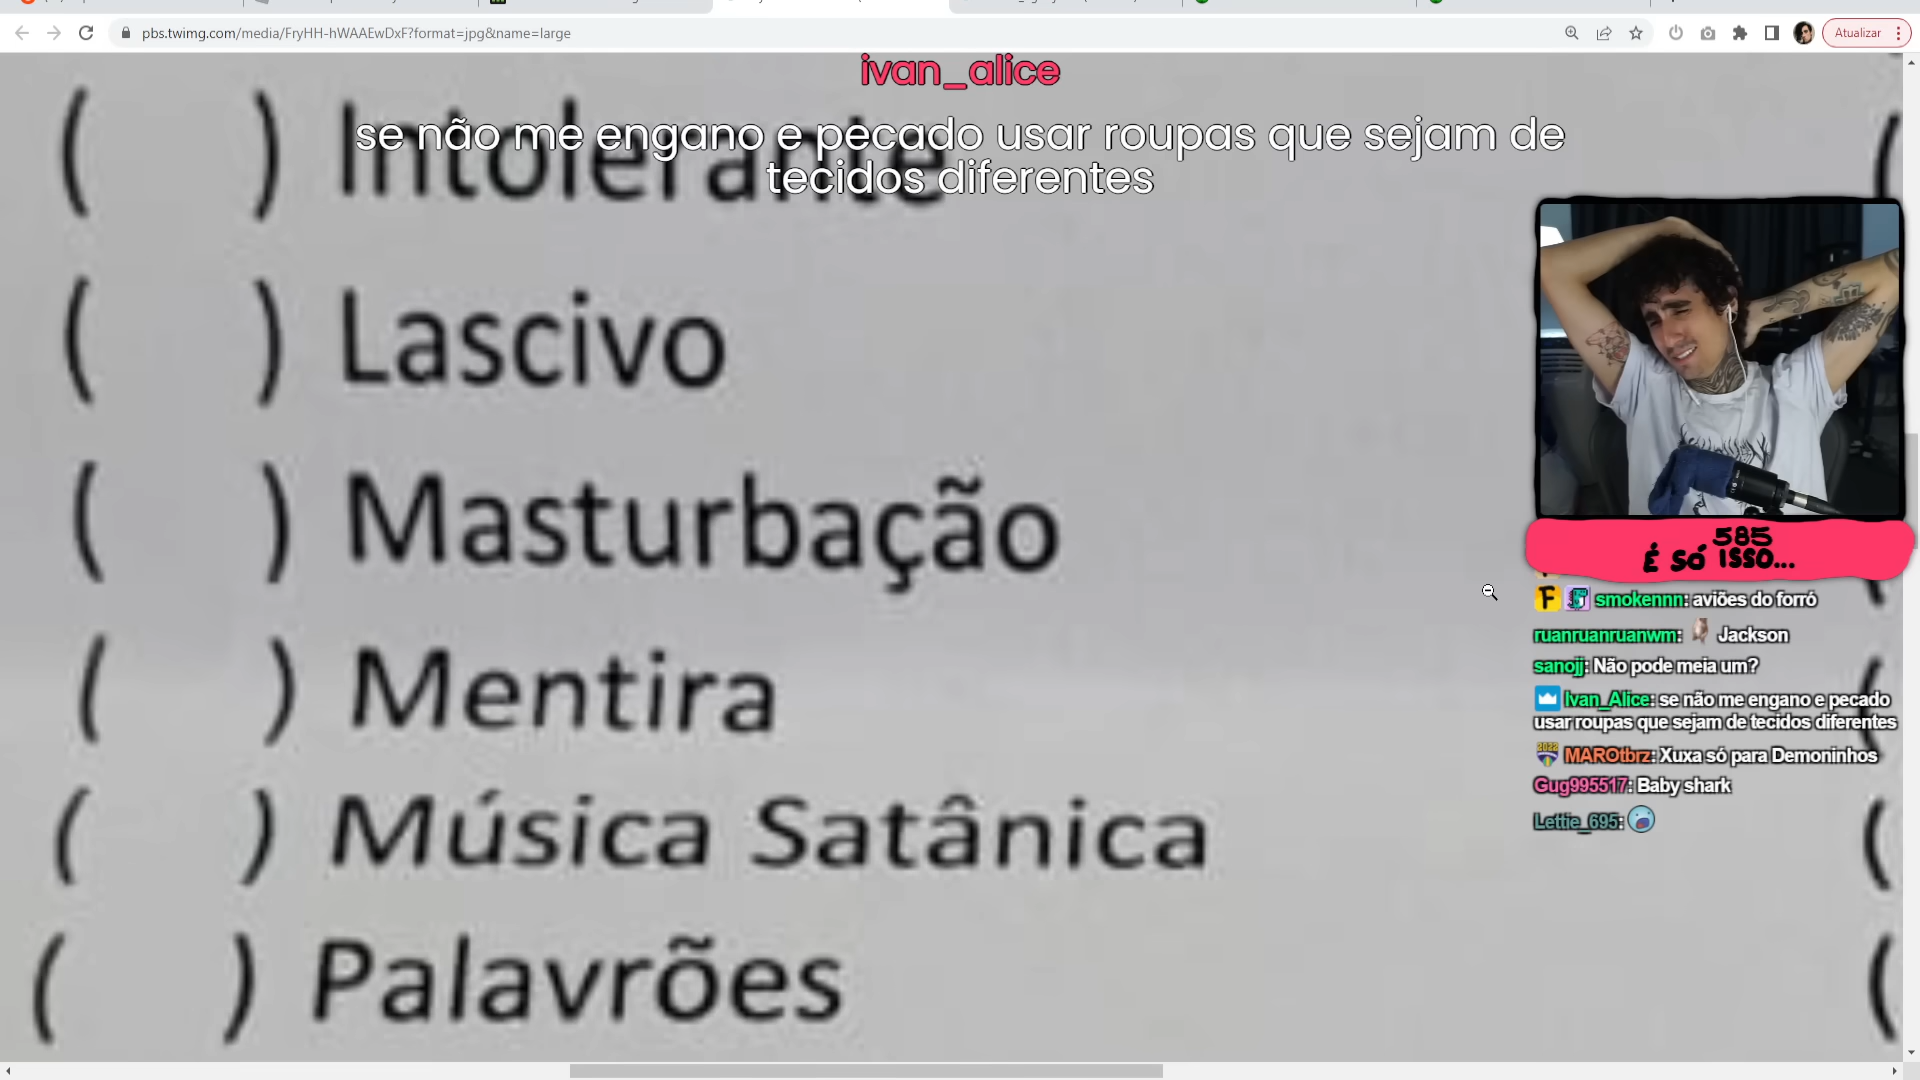 pbs.twimg.com/media/FryHH-hWAAEwDxF?format=jpg&name=large
Atualizar
ivan_alice
se não me engano e pecado usar roupas que sejam de
tecidos diferentes
( ) Intolerante
( ) Lascivo
( ) Masturbação
( ) Mentira
( ) Música Satânica
( ) Palavrões
585
É SÓ ISSO...
smokennn: aviões do forró
ruanruanruanwm: Jackson
sanojj: Não pode meia um?
Ivan_Alice: se não me engano e pecado
usar roupas que sejam de tecidos diferentes
MAROtbrz: Xuxa só para Demoninhos
Gug995517: Baby shark
Lettie_695: